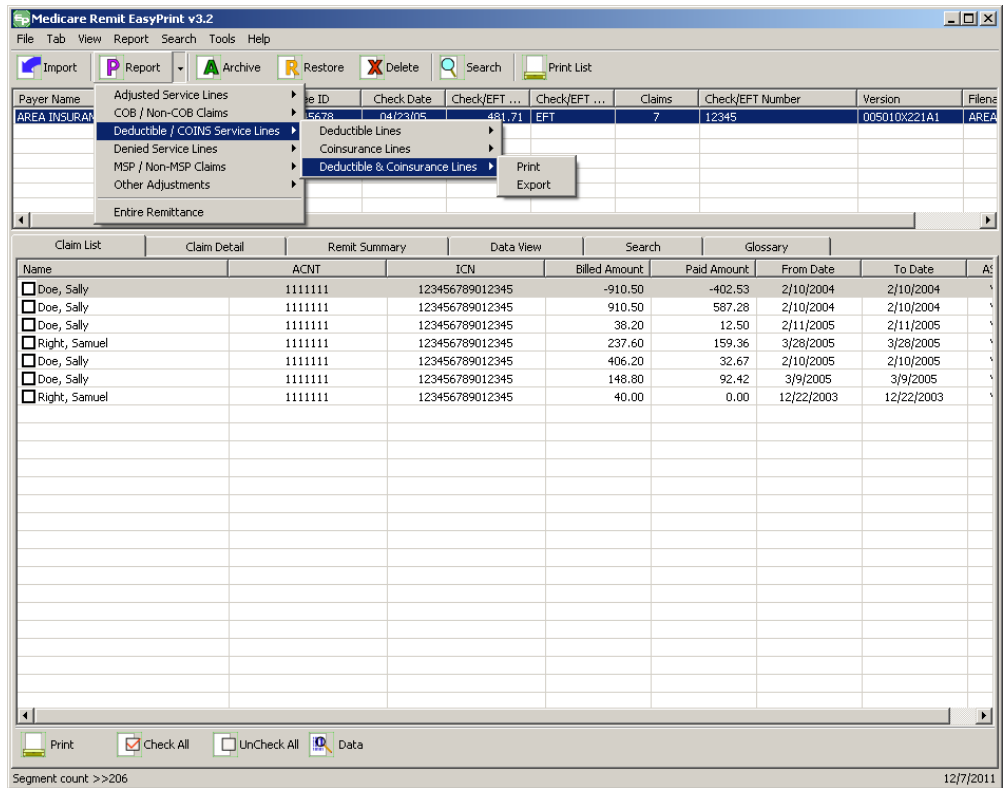 Medicare Remit EasyPrint v3.2
File Tab View Report Search Tools Help
Import Report Archive Restore Delete Search Print List
Payer Name ee ID Check Date Check/EFT ... Check/EFT ... Claims Check/EFT Number Version Filena
AREA INSURAN 5678 04/23/05 481.71 EFT 7 12345 005010X221A1 AREA
Adjusted Service Lines
COB / Non-COB Claims
Deductible / COINS Service Lines
Denied Service Lines
MSP / Non-MSP Claims
Other Adjustments
Entire Remittance
Deductible Lines
Coinsurance Lines
Deductible & Coinsurance Lines
Print
Export
Claim List Claim Detail Remit Summary Data View Search Glossary
Name ACNT ICN Billed Amount Paid Amount From Date To Date AS
Doe, Sally 1111111 123456789012345 -910.50 -402.53 2/10/2004 2/10/2004
Doe, Sally 1111111 123456789012345 910.50 587.28 2/10/2004 2/10/2004
Doe, Sally 1111111 123456789012345 38.20 12.50 2/11/2005 2/11/2005
Right, Samuel 1111111 123456789012345 237.60 159.36 3/28/2005 3/28/2005
Doe, Sally 1111111 123456789012345 406.20 32.67 2/10/2005 2/10/2005
Doe, Sally 1111111 123456789012345 148.80 92.42 3/9/2005 3/9/2005
Right, Samuel 1111111 123456789012345 40.00 0.00 12/22/2003 12/22/2003
Print Check All UnCheck All Data
Segment count >>206 12/7/2011